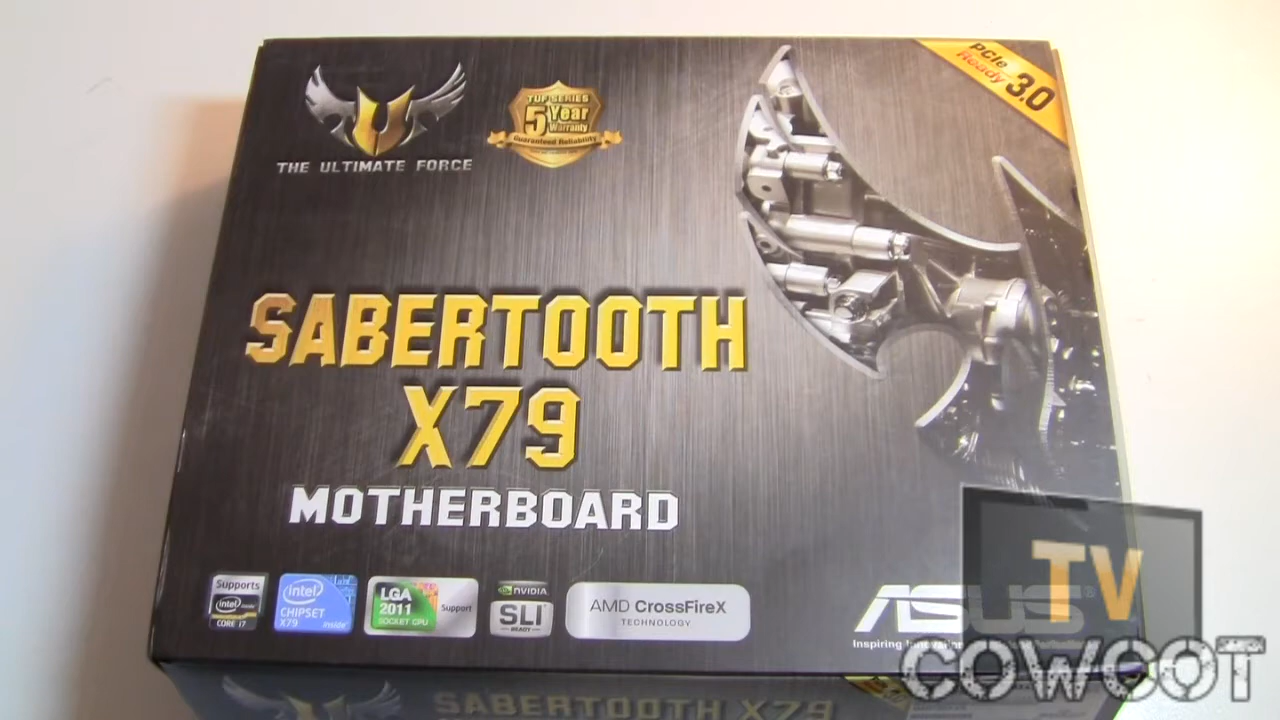 PCIe 3.0
Ready
TUF SERIES
5 Year
Warranty
Guaranteed Reliability
THE ULTIMATE FORCE
SABERTOOTH
X79
MOTHERBOARD
Supports
intel inside
CORE i7
intel
CHIPSET
X79 inside
LGA
2011
SOCKET CPU
Support
NVIDIA
SLI
READY
AMD CrossFireX
TECHNOLOGY
ASUS
Inspiring
TV
COWCOT
SABERTOOTH X79